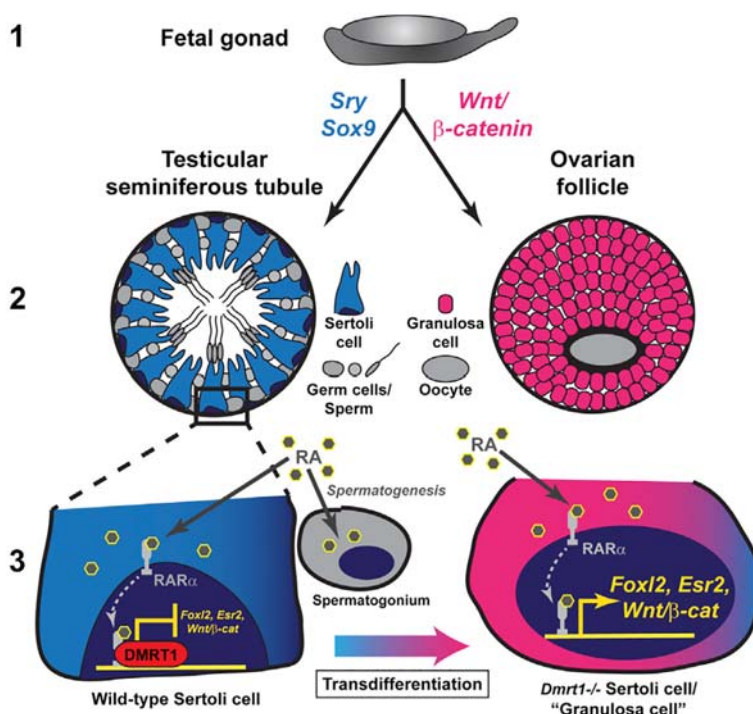 1
Fetal gonad
Sry
Sox9
Wnt/
β-catenin
Testicular
seminiferous tubule
Ovarian
follicle
2
Sertoli
cell
Granulosa
cell
Germ cells/
Sperm
Oocyte
3
RA
Spermatogenesis
RA
RARα
Foxl2, Esr2,
Wnt/β-cat
DMRT1
Spermatogonium
RARα
Foxl2, Esr2,
Wnt/β-cat
Wild-type Sertoli cell
Transdifferentiation
Dmrt1-/- Sertoli cell/
"Granulosa cell"